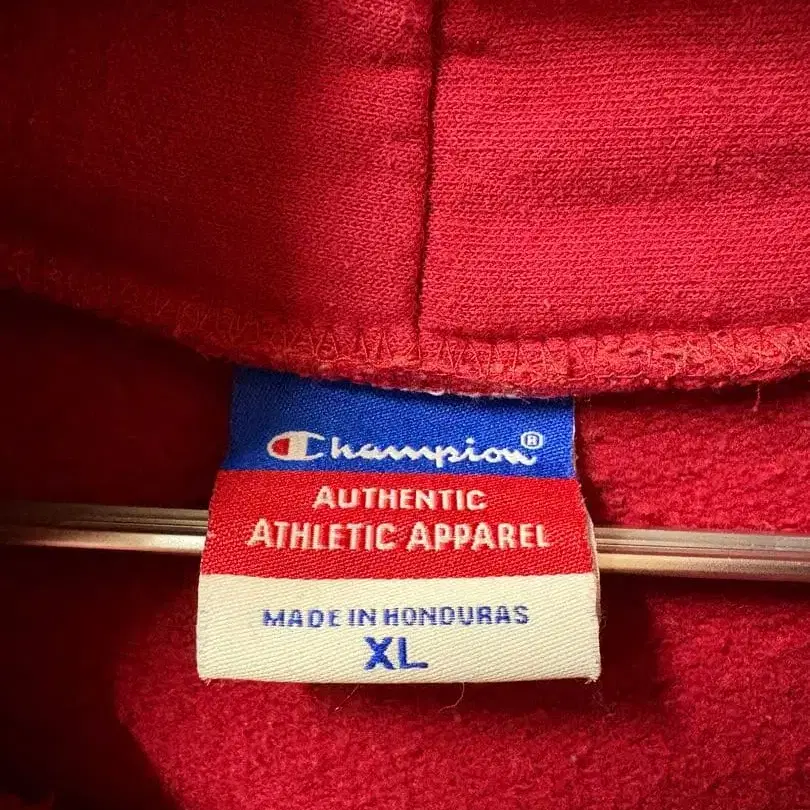 Champion®
AUTHENTIC
ATHLETIC APPAREL
MADE IN HONDURAS
XL